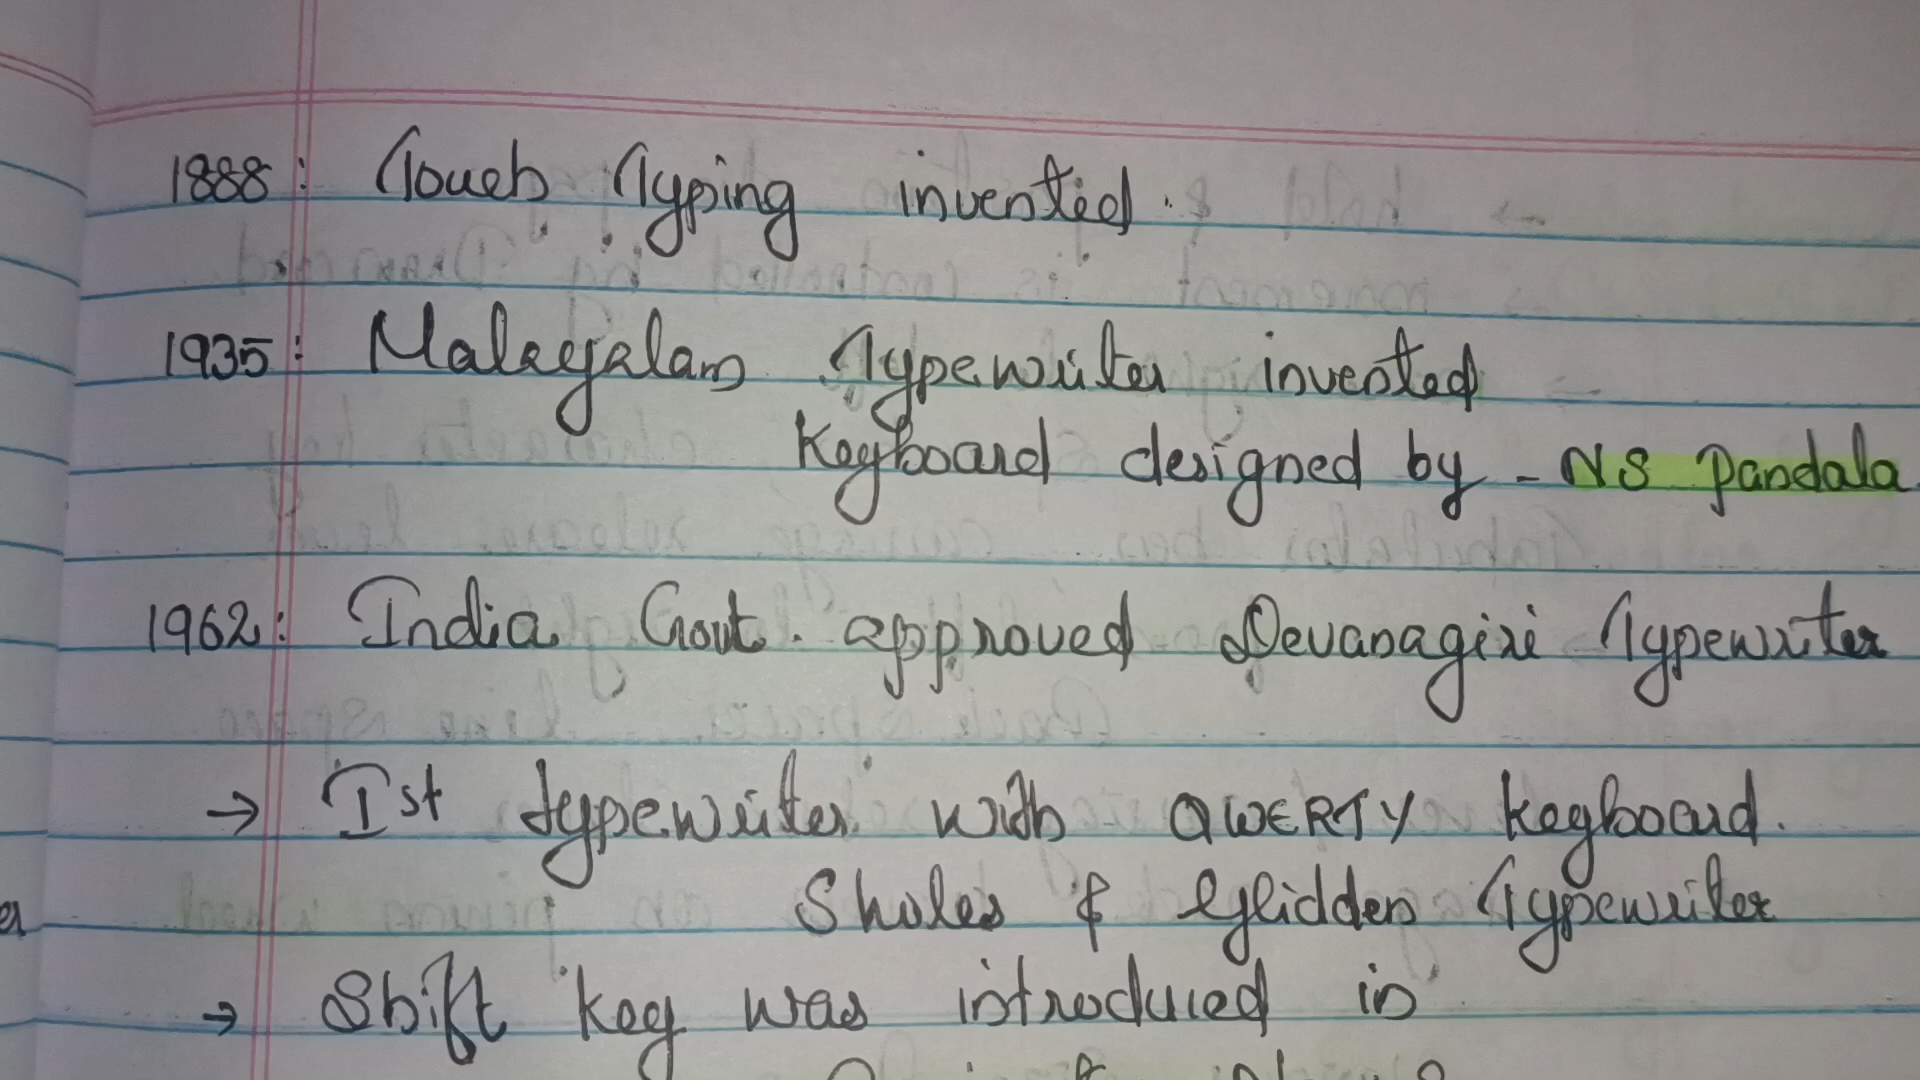 1888: Touch Typing invented.
1935: Malayalam Typewriter invented
Keyboard designed by - NS Pandala
1962: India Govt. approved Devanagiri Typewriter
→ Ist typewriter with QWERTY keyboard.
Sholes & Glidden Typewriter
→ Shift key was introduced in